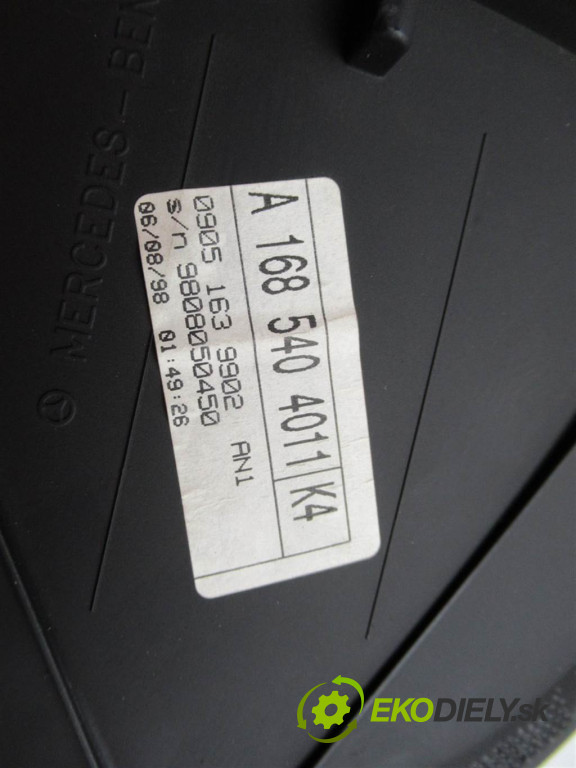 MERCEDES-BEN
A 168 540 4011 K4
0905 163 9902 AN1
s/n 9808050450
06/08/98 01:49:26
EKODIELY.sk